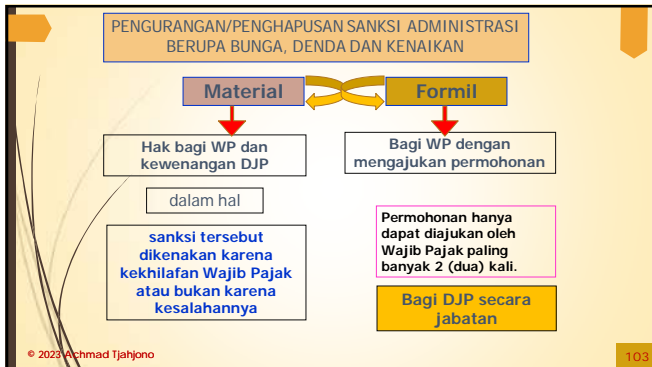 PENGURANGAN/PENGHAPUSAN SANKSI ADMINISTRASI
BERUPA BUNGA, DENDA DAN KENAIKAN
Material
Formil
Hak bagi WP dan
kewenangan DJP
Bagi WP dengan
mengajukan permohonan
dalam hal
sanksi tersebut
dikenakan karena
kekhilafan Wajib Pajak
atau bukan karena
kesalahannya
Permohonan hanya
dapat diajukan oleh
Wajib Pajak paling
banyak 2 (dua) kali.
Bagi DJP secara
jabatan
© 2023 Achmad Tjahjono
103